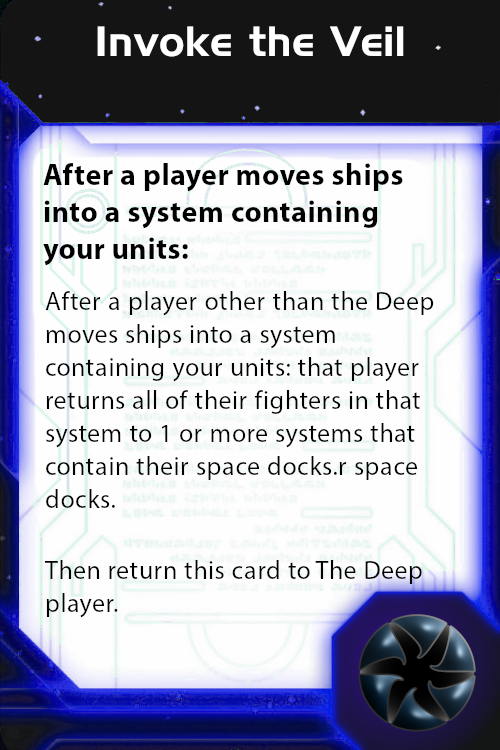 Invoke the Veil
After a player moves ships
into a system containing
your units:
After a player other than the Deep
moves ships into a system
containing your units: that player
returns all of their fighters in that
system to 1 or more systems that
contain their space docks.r space
docks.
Then return this card to The Deep
player.